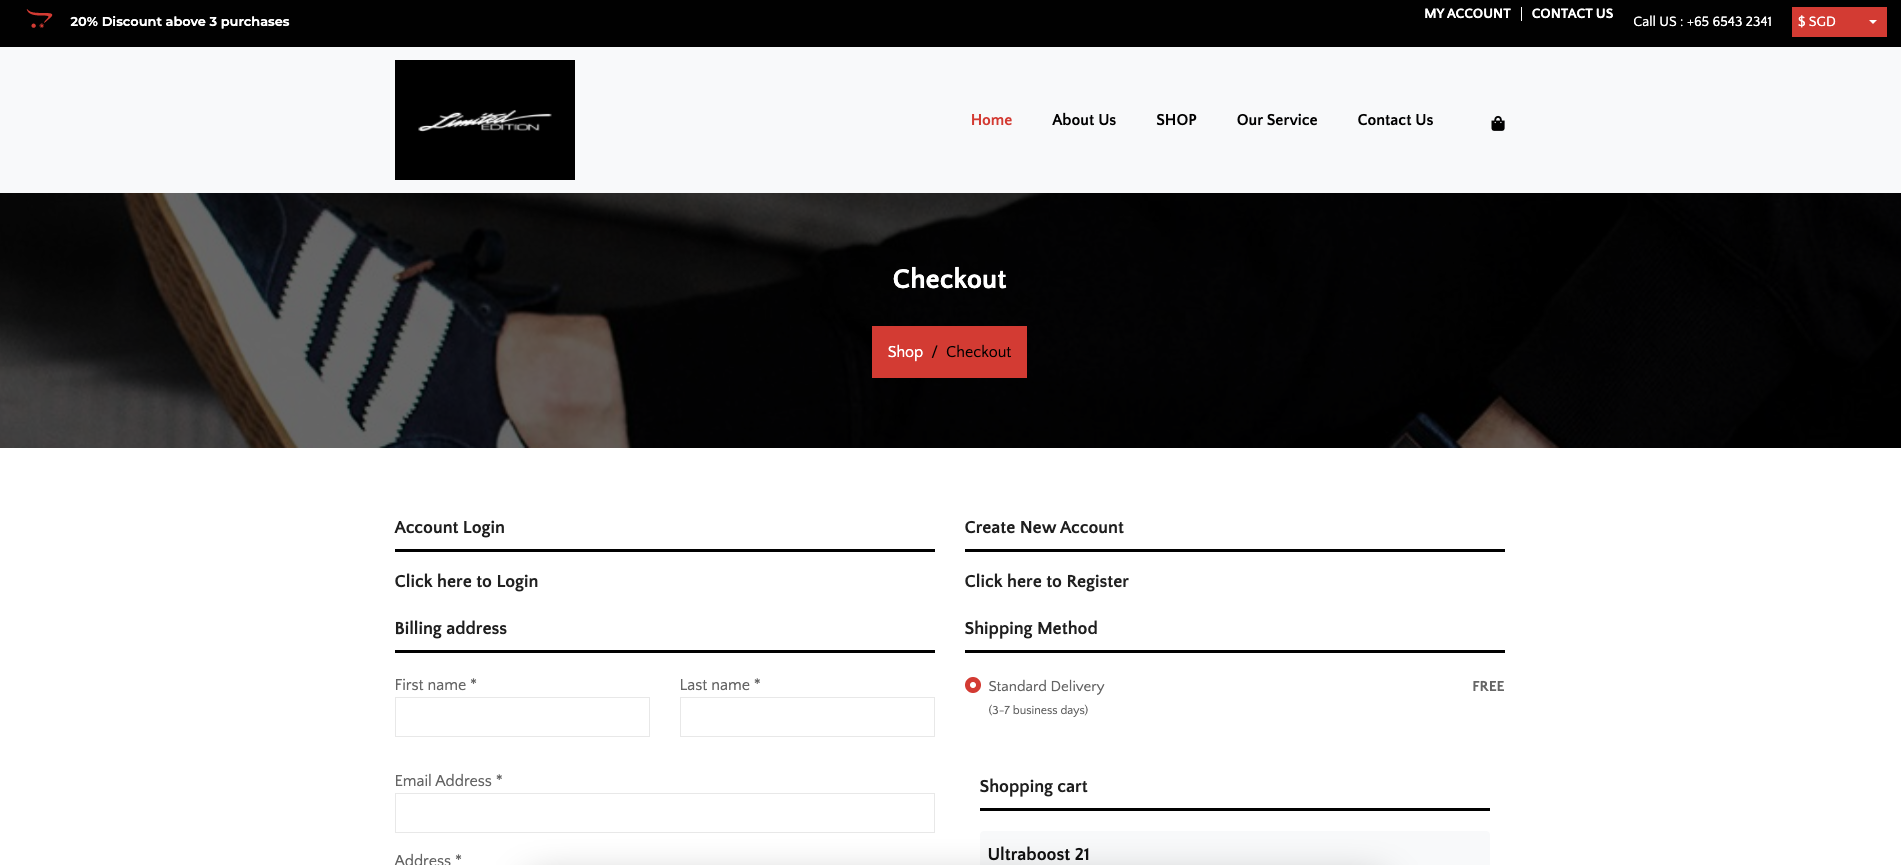 20% Discount above 3 purchases
MY ACCOUNT | CONTACT US
Call US : +65 6543 2341
$ SGD
Limited
EDITION
Home
About Us
SHOP
Our Service
Contact Us
Checkout
Shop / Checkout
Account Login
Click here to Login
Create New Account
Click here to Register
Billing address
First name *
Last name *
Email Address *
Address *
Shipping Method
Standard Delivery
FREE
(3-7 business days)
Shopping cart
Ultraboost 21